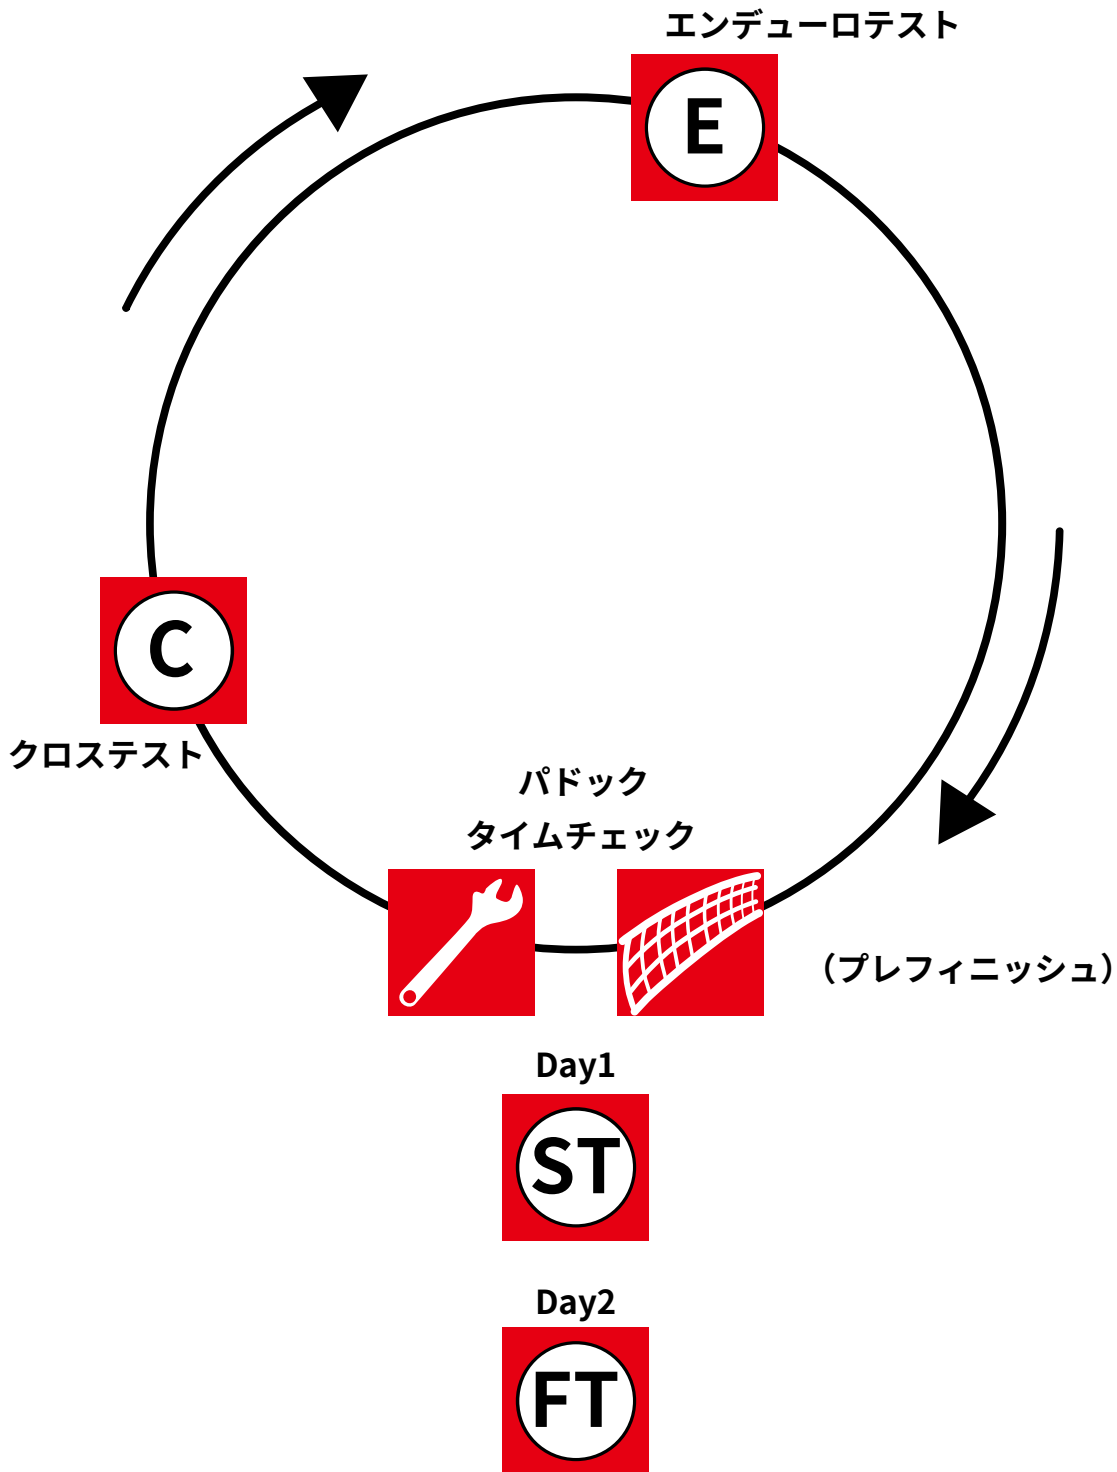 エンデューロテスト
E
C
クロステスト
パドック
タイムチェック
（プレフィニッシュ）
Day1
ST
Day2
FT